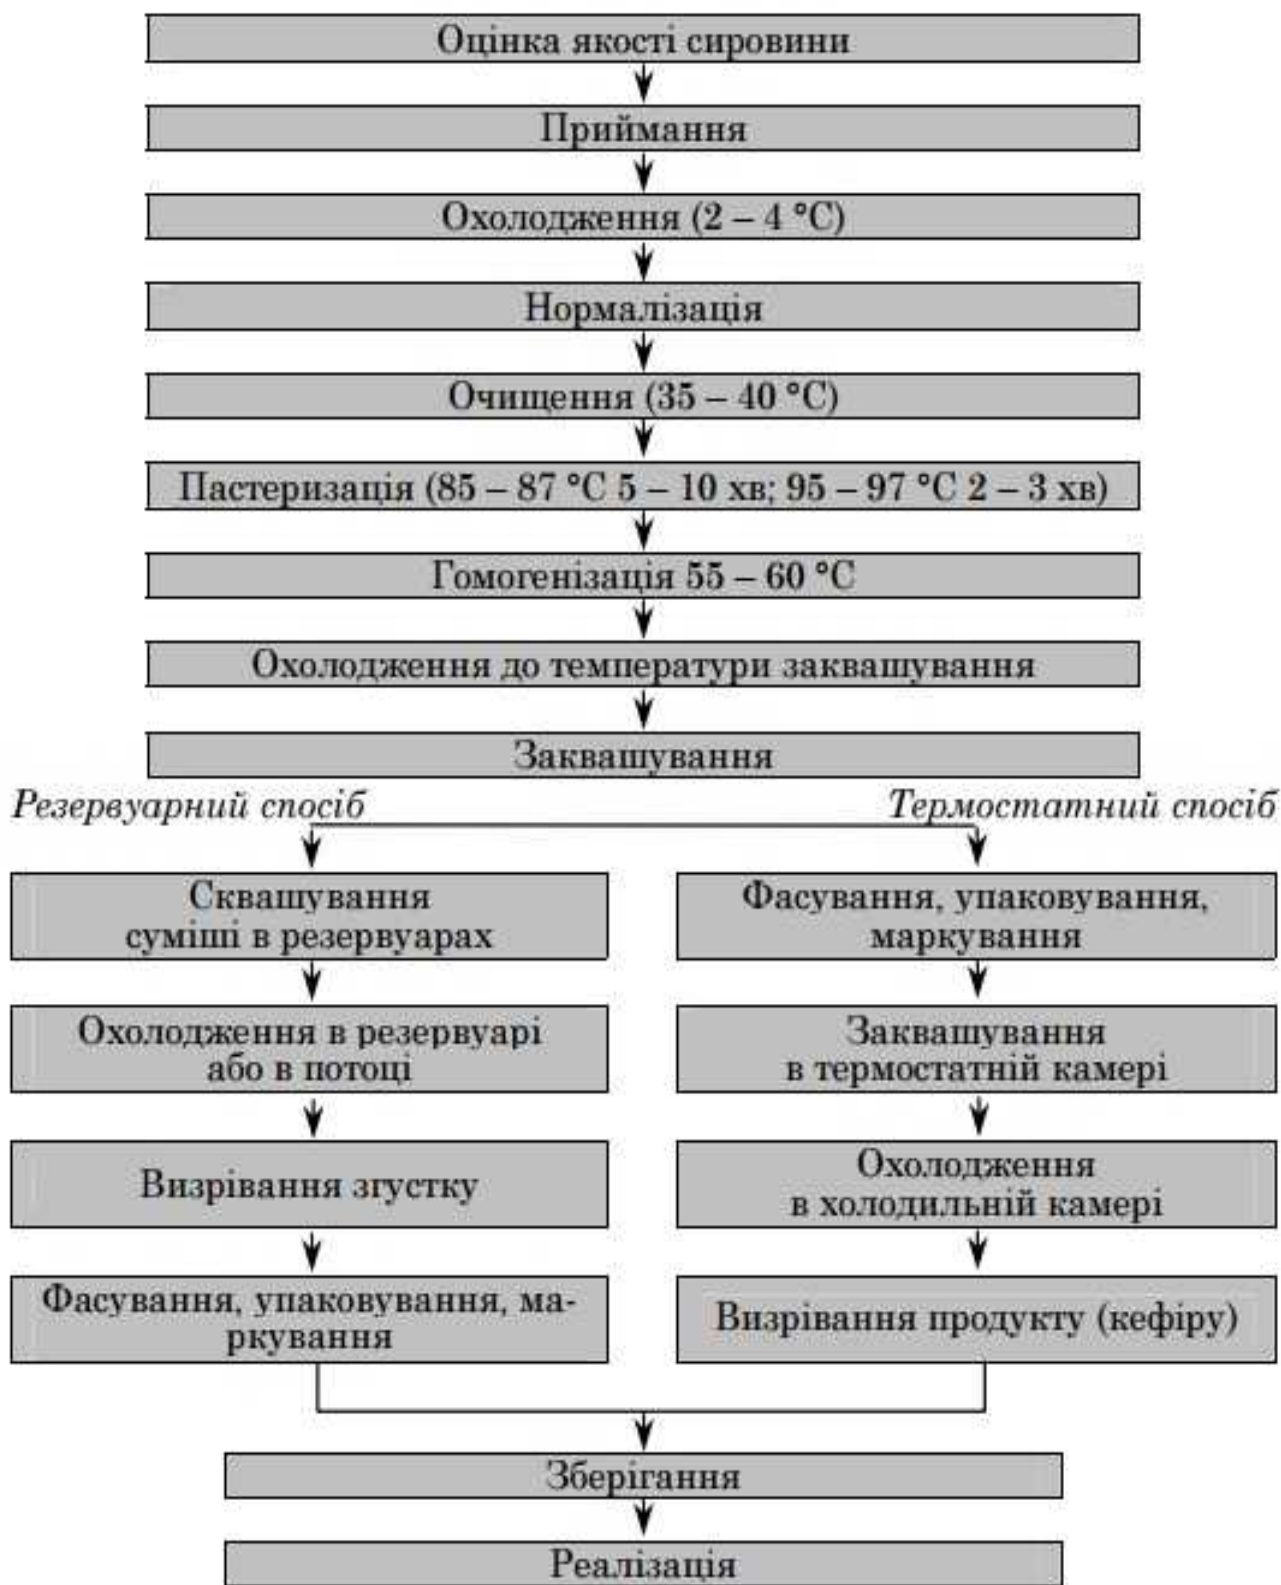 Оцінка якості сировини
Приймання
Охолодження (2 – 4 °С)
Нормалізація
Очищення (35 – 40 °С)
Пастеризація (85 – 87 °С 5 – 10 хв; 95 – 97 °С 2 – 3 хв)
Гомогенізація 55 – 60 °С
Охолодження до температури заквашування
Заквашування
Резервуарний спосіб
Термостатний спосіб
Сквашування
суміші в резервуарах
Охолодження в резервуарі
або в потоці
Визрівання згустку
Фасування, упаковування, ма-
ркування
Фасування, упаковування,
маркування
Заквашування
в термостатній камері
Охолодження
в холодильній камері
Визрівання продукту (кефіру)
Зберігання
Реалізація